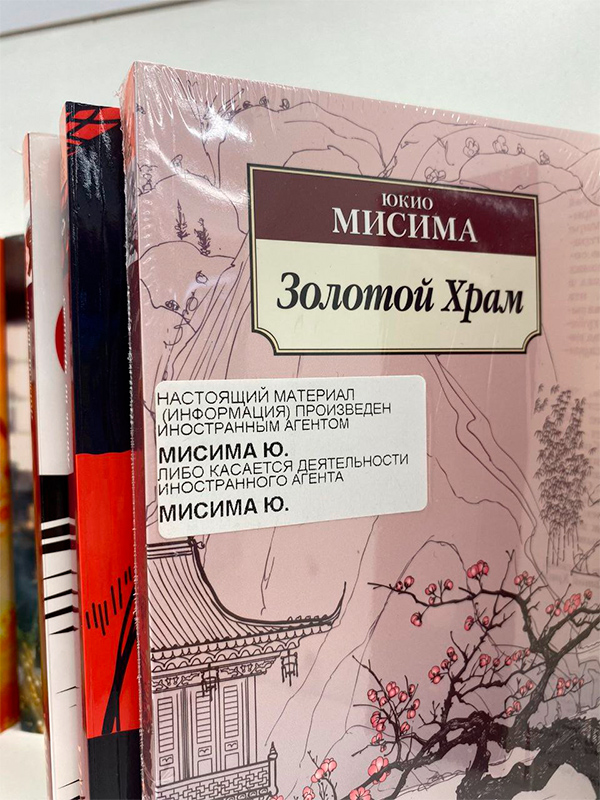 ЮКИО
МИСИМА
Золотой Храм
НАСТОЯЩИЙ МАТЕРИАЛ
(ИНФОРМАЦИЯ) ПРОИЗВЕДЕН
ИНОСТРАННЫМ АГЕНТОМ
МИСИМА Ю.
ЛИБО КАСАЕТСЯ ДЕЯТЕЛЬНОСТИ
ИНОСТРАННОГО АГЕНТА
МИСИМА Ю.